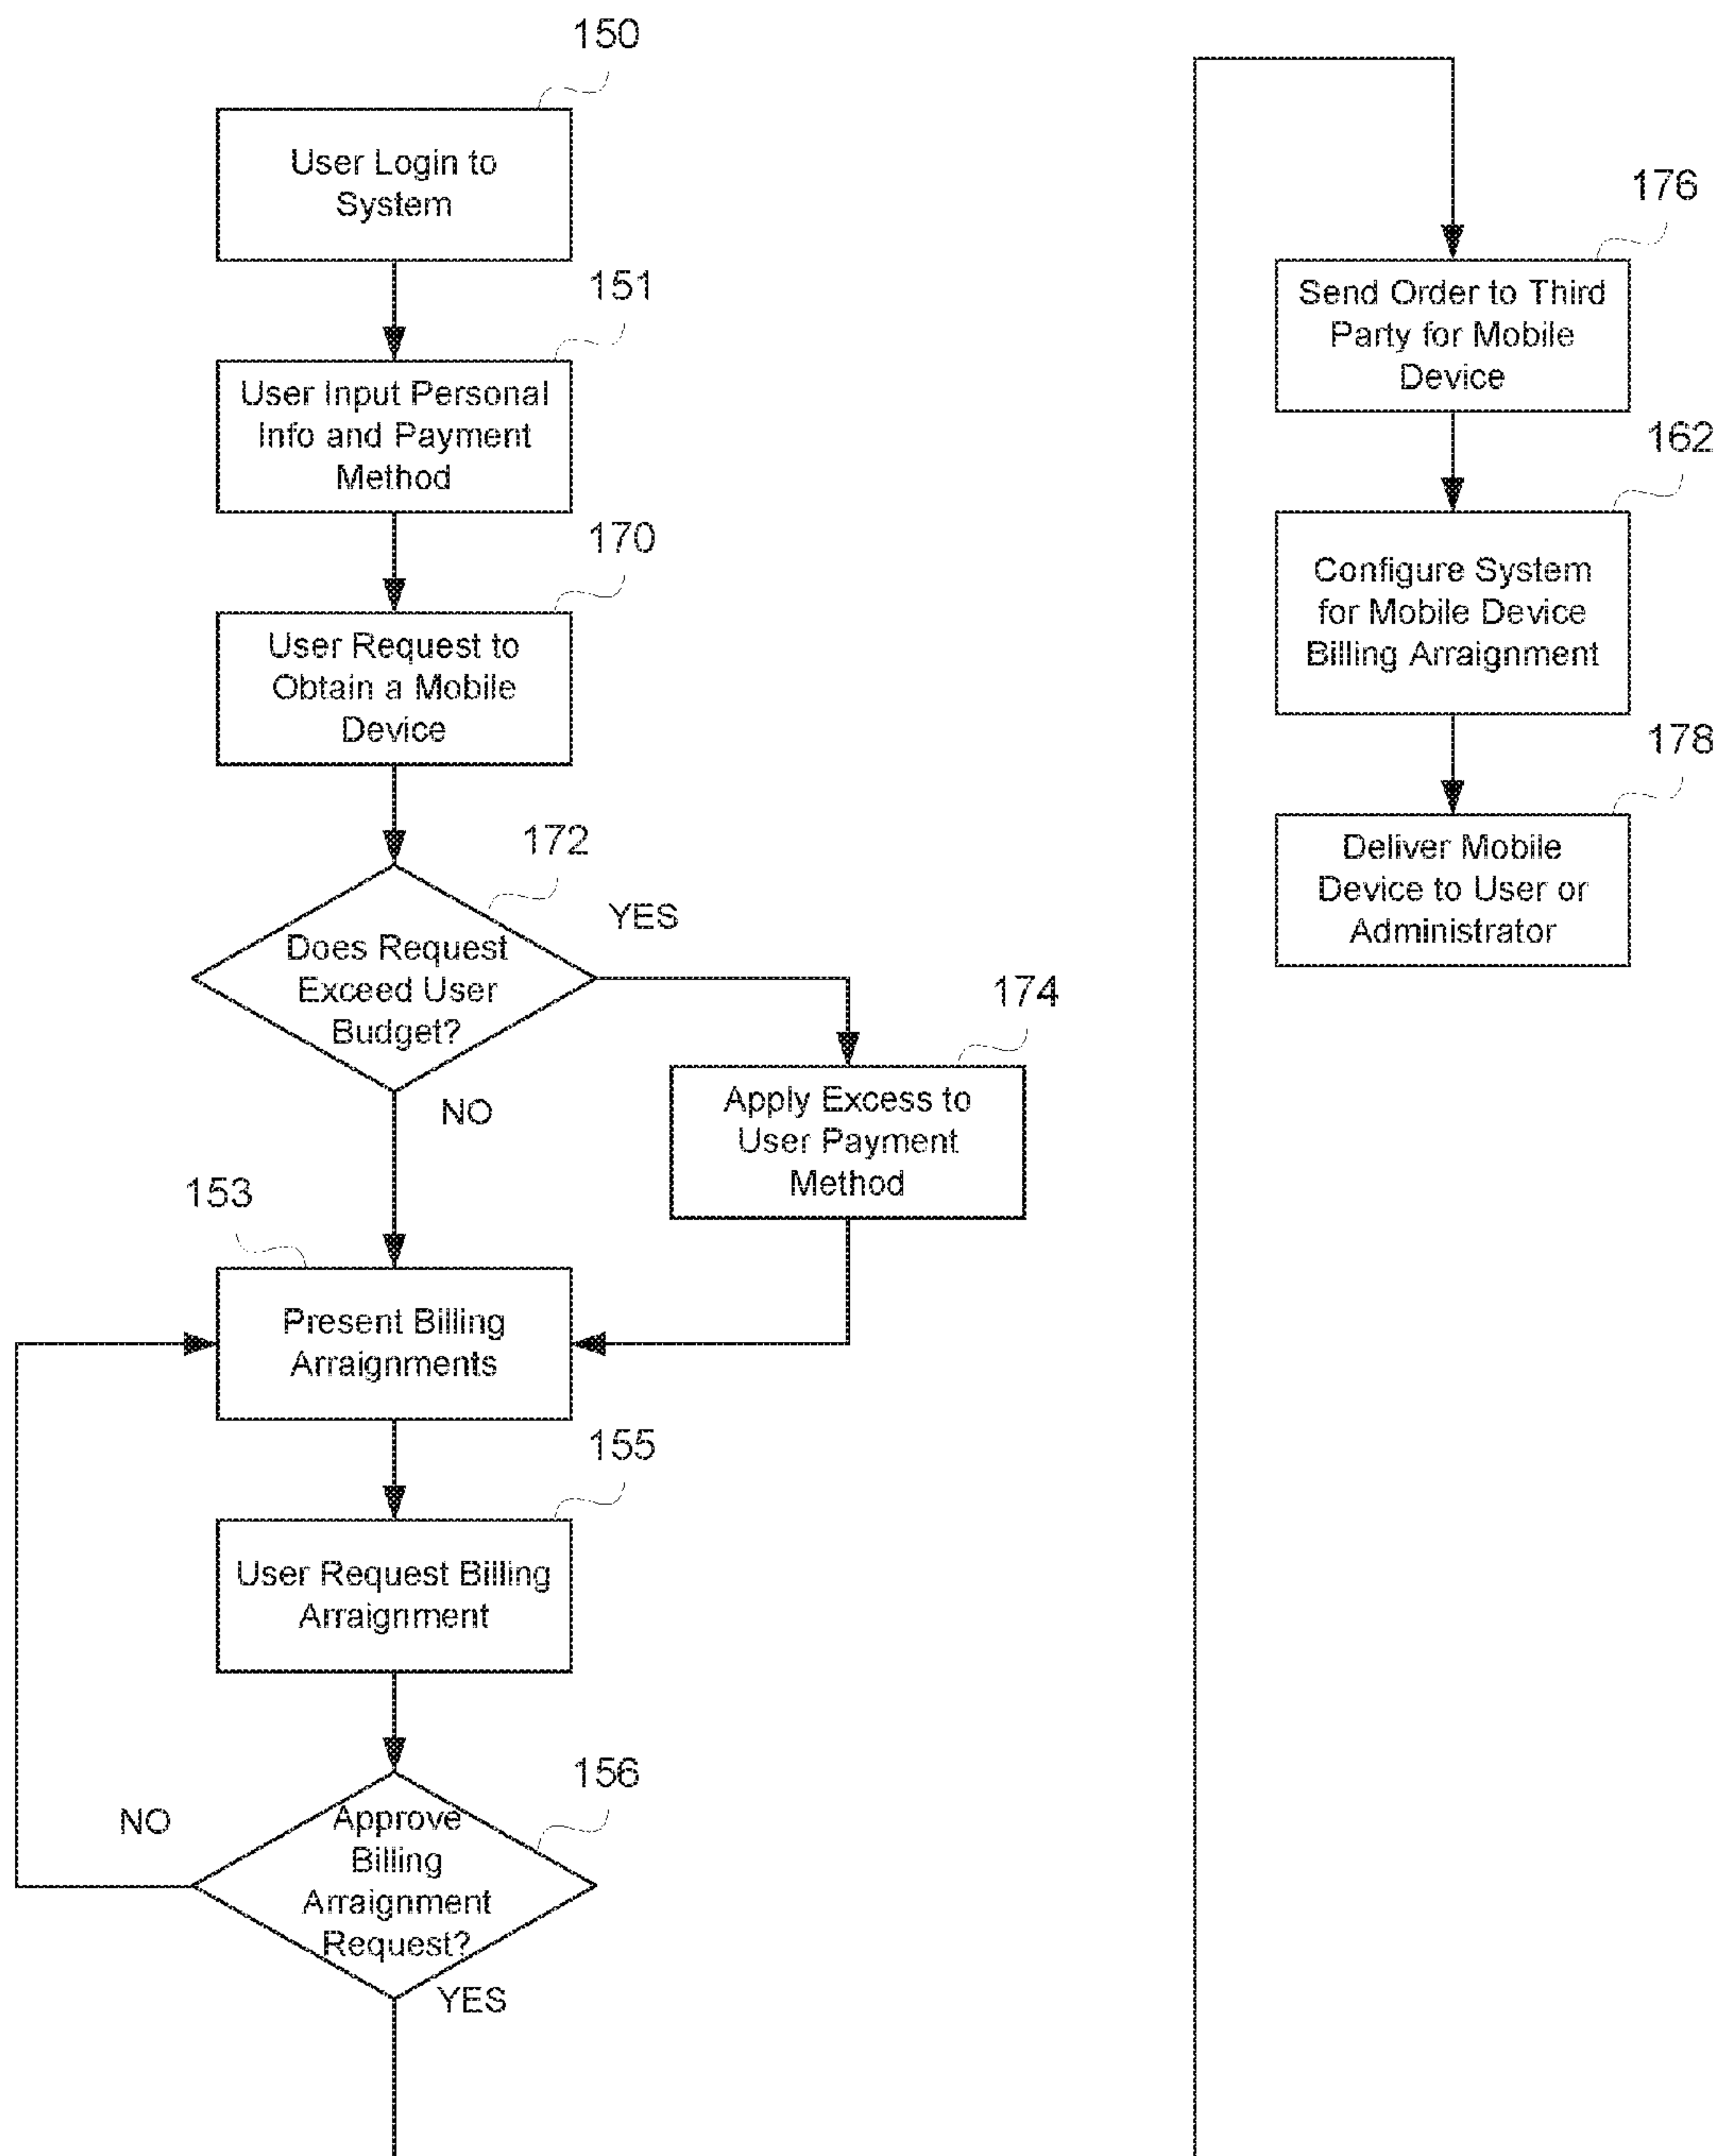 150
User Login to
System
151
User Input Personal
Info and Payment
Method
170
User Request to
Obtain a Mobile
Device
172
Does Request
Exceed User
Budget?
YES
NO
174
Apply Excess to
User Payment
Method
153
Present Billing
Arraignments
155
User Request Billing
Arraignment
156
Approve
Billing
Arraignment
Request?
NO
YES
176
Send Order to Third
Party for Mobile
Device
162
Configure System
for Mobile Device
Billing Arraignment
178
Deliver Mobile
Device to User or
Administrator